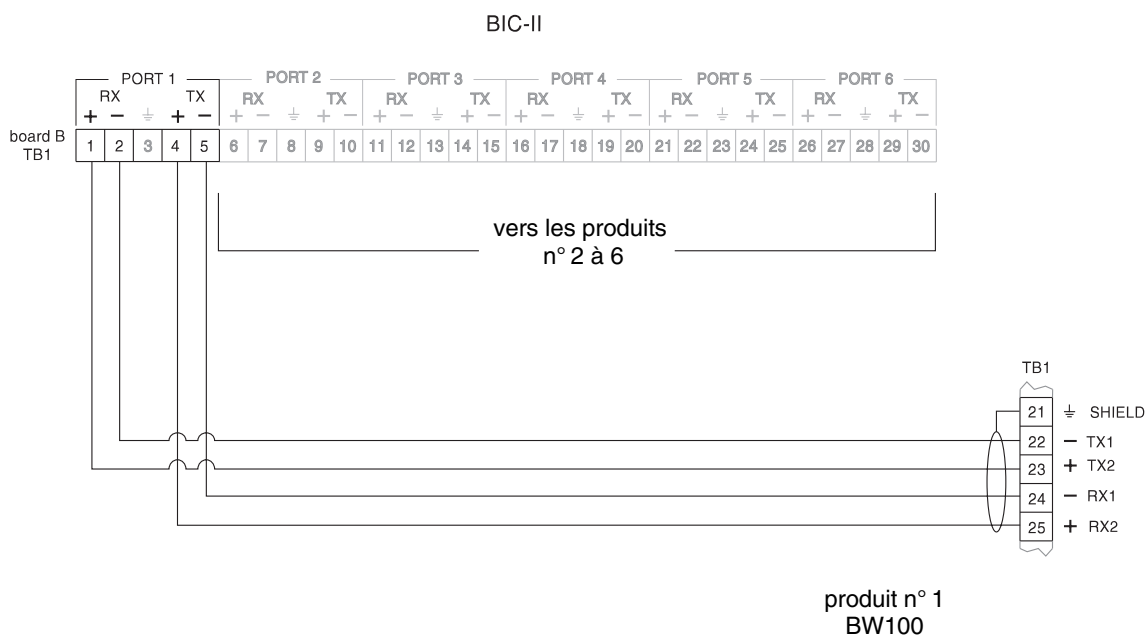 BIC-II
PORT 1 PORT 2 PORT 3 PORT 4 PORT 5 PORT 6
RX TX RX TX RX TX RX TX RX TX RX TX
+ − ⏚ + − + − ⏚ + − + − ⏚ + − + − ⏚ + − + − ⏚ + − + − ⏚ + −
board B
TB1
1 2 3 4 5 6 7 8 9 10 11 12 13 14 15 16 17 18 19 20 21 22 23 24 25 26 27 28 29 30
vers les produits
n° 2 à 6
TB1
21 ⏚ SHIELD
22 − TX1
23 + TX2
24 − RX1
25 + RX2
produit n° 1
BW100